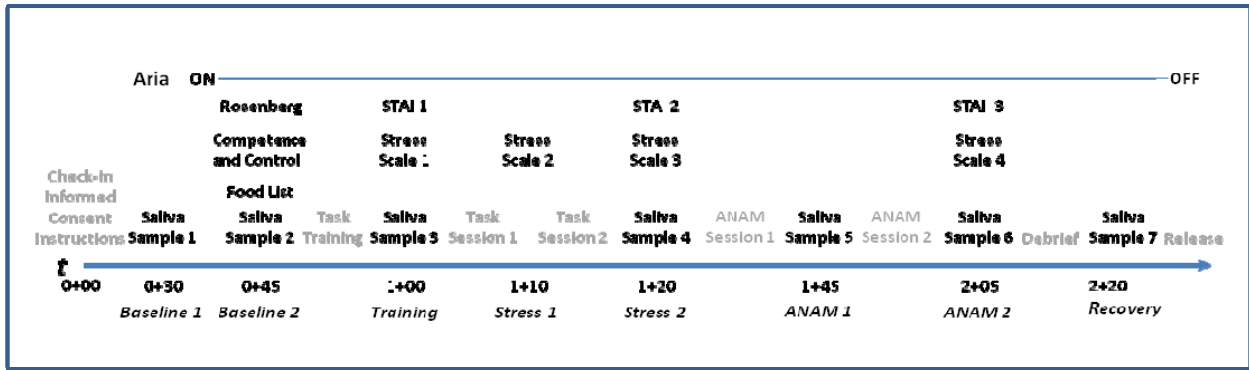 Aria ON OFF
Rosenberg STAI 1 STA 2 STAI 3
Competence Stress Stress Stress Stress
and Control Scale 1 Scale 2 Scale 3 Scale 4
Check-In
Informed Food List
Consent Saliva Saliva Task Saliva Task Task Saliva ANAM Saliva ANAM Saliva Saliva
Instructions Sample 1 Sample 2 Training Sample 3 Session 1 Session 2 Sample 4 Session 1 Sample 5 Session 2 Sample 6 Debrief Sample 7 Release
t
0+00 0+30 0+45 1+00 1+10 1+20 1+45 2+05 2+20
Baseline 1 Baseline 2 Training Stress 1 Stress 2 ANAM 1 ANAM 2 Recovery